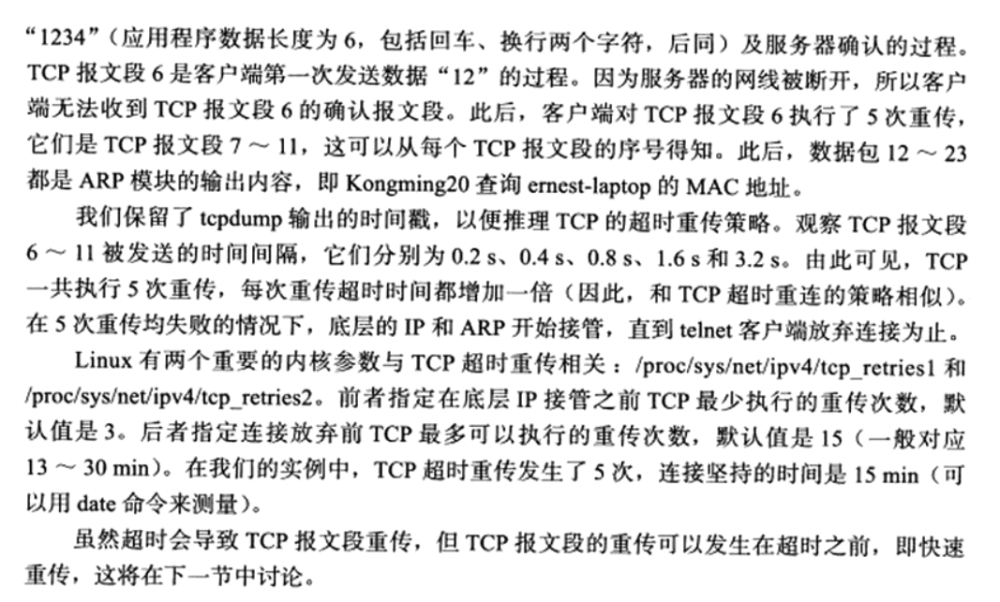 “1234”（应用程序数据长度为 6，包括回车、换行两个字符，后同）及服务器确认的过程。
TCP 报文段 6 是客户端第一次发送数据“12”的过程。因为服务器的网线被断开，所以客户
端无法收到 TCP 报文段 6 的确认报文段。此后，客户端对 TCP 报文段 6 执行了 5 次重传，
它们是 TCP 报文段 7 ～ 11，这可以从每个 TCP 报文段的序号得知。此后，数据包 12 ～ 23
都是 ARP 模块的输出内容，即 Kongming20 查询 ernest-laptop 的 MAC 地址。
我们保留了 tcpdump 输出的时间戳，以便推理 TCP 的超时重传策略。观察 TCP 报文段
6 ～ 11 被发送的时间间隔，它们分别为 0.2 s、0.4 s、0.8 s、1.6 s 和 3.2 s。由此可见，TCP
一共执行 5 次重传，每次重传超时时间都增加一倍（因此，和 TCP 超时重连的策略相似）。
在 5 次重传均失败的情况下，底层的 IP 和 ARP 开始接管，直到 telnet 客户端放弃连接为止。
Linux 有两个重要的内核参数与 TCP 超时重传相关：/proc/sys/net/ipv4/tcp_retries1 和
/proc/sys/net/ipv4/tcp_retries2。前者指定在底层 IP 接管之前 TCP 最少执行的重传次数，默
认值是 3。后者指定连接放弃前 TCP 最多可以执行的重传次数，默认值是 15（一般对应
13 ～ 30 min）。在我们的实例中，TCP 超时重传发生了 5 次，连接坚持的时间是 15 min（可
以用 date 命令来测量）。
虽然超时会导致 TCP 报文段重传，但 TCP 报文段的重传可以发生在超时之前，即快速
重传，这将在下一节中讨论。